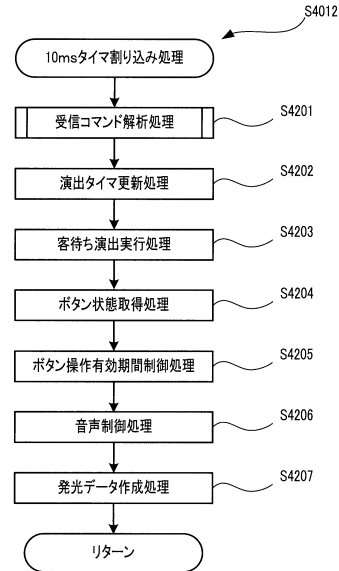 S4012
10msタイマ割り込み処理
受信コマンド解析処理
S4201
演出タイマ更新処理
S4202
客待ち演出実行処理
S4203
ボタン状態取得処理
S4204
ボタン操作有効期間制御処理
S4205
音声制御処理
S4206
発光データ作成処理
S4207
リターン